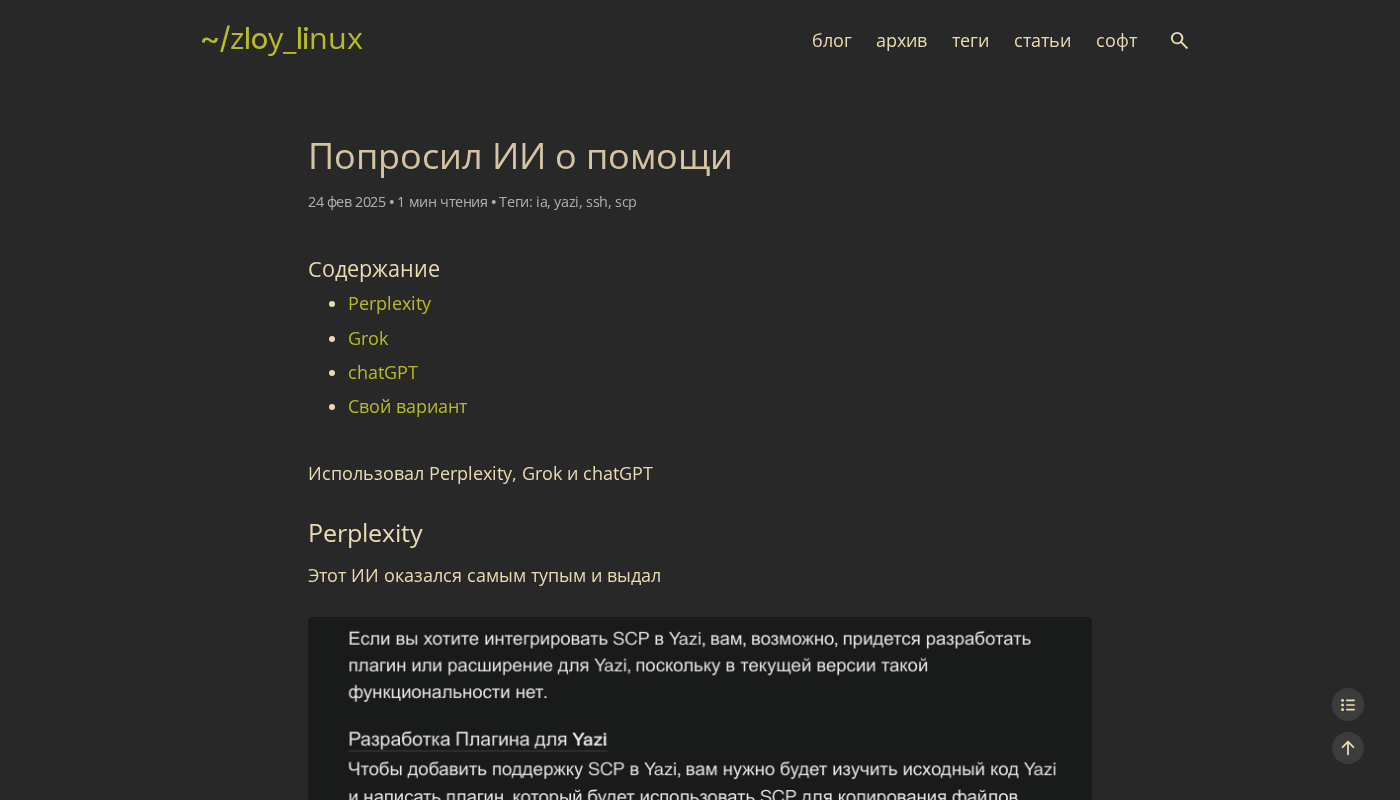 ~/zloy_linux
блог архив теги статьи софт
Попросил ИИ о помощи
24 фев 2025 • 1 мин чтения • Теги: ia, yazi, ssh, scp
Содержание
Perplexity
Grok
chatGPT
Свой вариант
Использовал Perplexity, Grok и chatGPT
Perplexity
Этот ИИ оказался самым тупым и выдал
Если вы хотите интегрировать SCP в Yazi, вам, возможно, придется разработать
плагин или расширение для Yazi, поскольку в текущей версии такой
функциональности нет.
Разработка Плагина для Yazi
Чтобы добавить поддержку SCP в Yazi, вам нужно будет изучить исходный код Yazi
и написать плагин, который будет использовать SCP для копирования файлов.